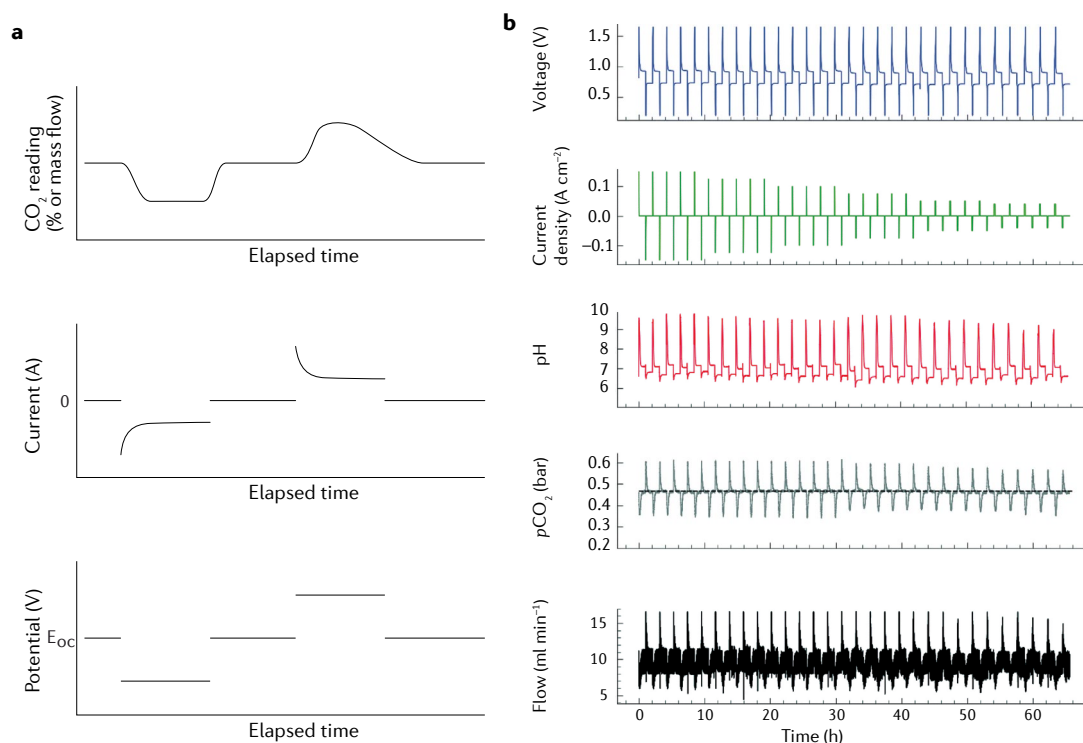 a
CO2 reading
(% or mass flow)
Elapsed time
Current (A)
0
Elapsed time
Potential (V)
EOC
Elapsed time
b
Voltage (V)
1.5
1.0
0.5
Current
density (A cm−2)
0.1
0.0
−0.1
pH
10
9
8
7
6
pCO2 (bar)
0.6
0.5
0.4
0.3
0.2
Flow (ml min−1)
15
10
5
0 10 20 30 40 50 60
Time (h)